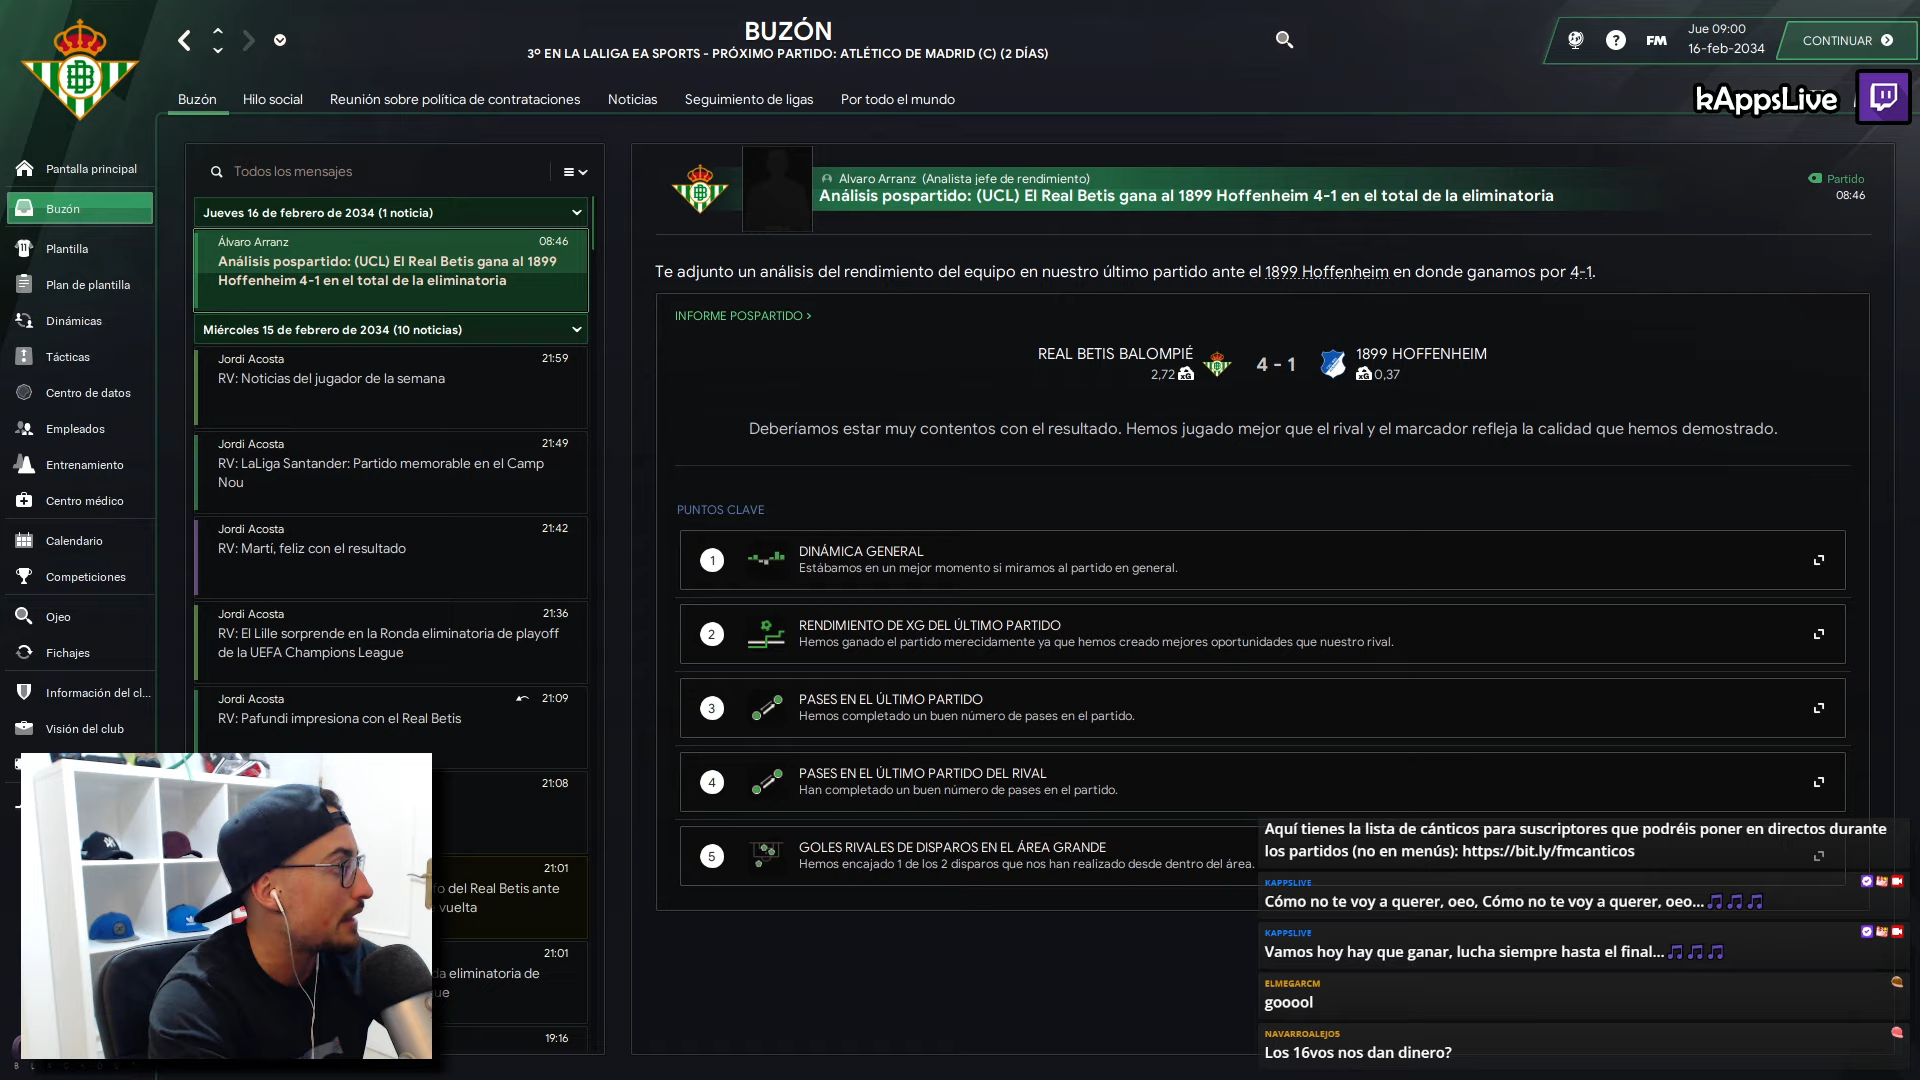 BUZÓN
3º EN LA LALIGA EA SPORTS - PRÓXIMO PARTIDO: ATLÉTICO DE MADRID (C) (2 DÍAS)
FM
Jue 09:00
16-feb-2034
CONTINUAR
Buzón
Hilo social
Reunión sobre política de contrataciones
Noticias
Seguimiento de ligas
Por todo el mundo
kAppsLive
Pantalla principal
Buzón
Plantilla
Plan de plantilla
Dinámicas
Tácticas
Centro de datos
Empleados
Entrenamiento
Centro médico
Calendario
Competiciones
Ojeo
Fichajes
Información del cl...
Visión del club
Todos los mensajes
Jueves 16 de febrero de 2034 (1 noticia)
Álvaro Arranz 08:46
Análisis pospartido: (UCL) El Real Betis gana al 1899
Hoffenheim 4-1 en el total de la eliminatoria
Miércoles 15 de febrero de 2034 (10 noticias)
Jordi Acosta 21:59
RV: Noticias del jugador de la semana
Jordi Acosta 21:49
RV: LaLiga Santander: Partido memorable en el Camp
Nou
Jordi Acosta 21:42
RV: Martí, feliz con el resultado
Jordi Acosta 21:36
RV: El Lille sorprende en la Ronda eliminatoria de playoff
de la UEFA Champions League
Jordi Acosta 21:09
RV: Pafundi impresiona con el Real Betis
21:08
21:01
o del Real Betis ante
vuelta
21:01
a eliminatoria de
ue
19:16
Álvaro Arranz (Analista jefe de rendimiento)
Análisis pospartido: (UCL) El Real Betis gana al 1899 Hoffenheim 4-1 en el total de la eliminatoria
Partido
08:46
Te adjunto un análisis del rendimiento del equipo en nuestro último partido ante el 1899 Hoffenheim en donde ganamos por 4-1.
INFORME POSPARTIDO >
REAL BETIS BALOMPIÉ 4 - 1 1899 HOFFENHEIM
2,72 xG xG 0,37
Deberíamos estar muy contentos con el resultado. Hemos jugado mejor que el rival y el marcador refleja la calidad que hemos demostrado.
PUNTOS CLAVE
1 DINÁMICA GENERAL
Estábamos en un mejor momento si miramos al partido en general.
2 RENDIMIENTO DE XG DEL ÚLTIMO PARTIDO
Hemos ganado el partido merecidamente ya que hemos creado mejores oportunidades que nuestro rival.
3 PASES EN EL ÚLTIMO PARTIDO
Hemos completado un buen número de pases en el partido.
4 PASES EN EL ÚLTIMO PARTIDO DEL RIVAL
Han completado un buen número de pases en el partido.
5 GOLES RIVALES DE DISPAROS EN EL ÁREA GRANDE
Hemos encajado 1 de los 2 disparos que nos han realizado desde dentro del área.
Aquí tienes la lista de cánticos para suscriptores que podréis poner en directos durante
los partidos (no en menús): https://bit.ly/fmcanticos
KAPPSLIVE
Cómo no te voy a querer, oeo, Cómo no te voy a querer, oeo...🎵🎵🎵
KAPPSLIVE
Vamos hoy hay que ganar, lucha siempre hasta el final...🎵🎵🎵
ELMEGARCM
gooool
NAVARROALEJO5
Los 16vos nos dan dinero?